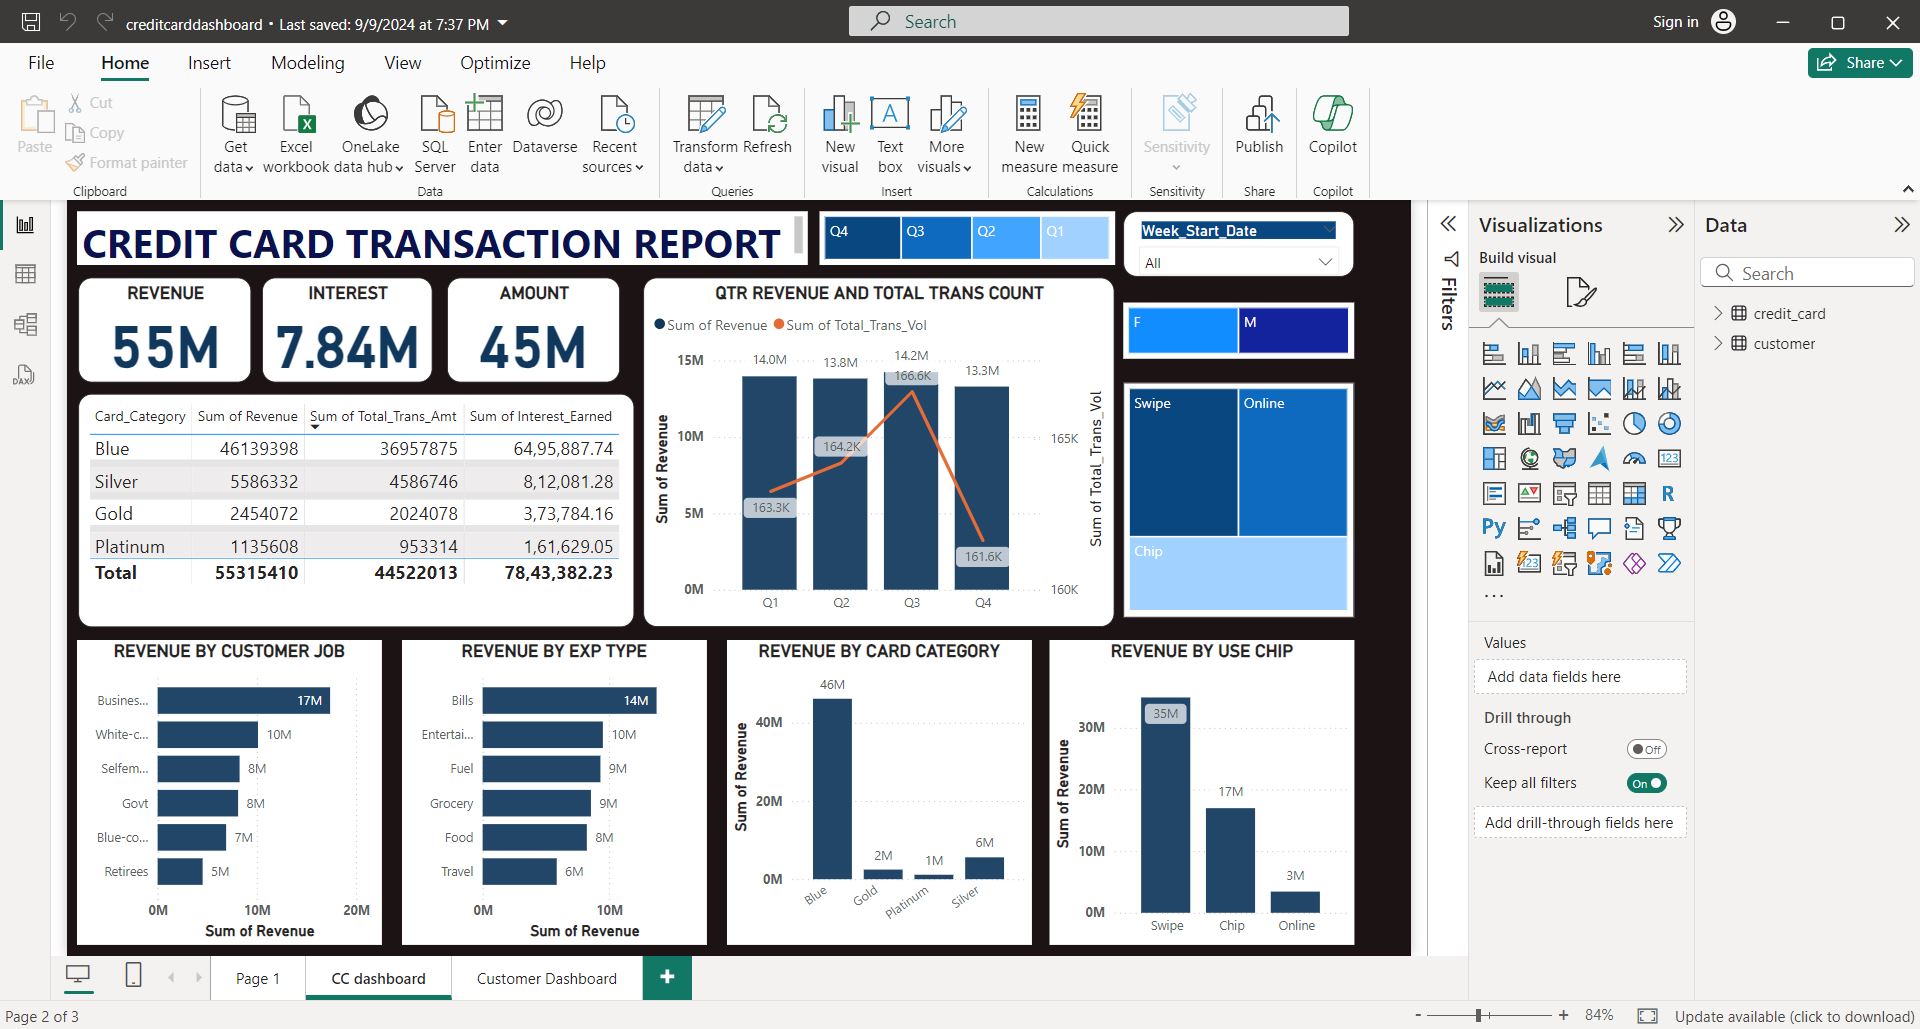 creditcarddashboard • Last saved: 9/9/2024 at 7:37 PM
Search
Sign in
File Home Insert Modeling View Optimize Help
Share
Paste
Cut
Copy
Format painter
Clipboard
Get data
Excel workbook
OneLake data hub
SQL Server
Enter data
Dataverse
Recent sources
Data
Transform data
Refresh
Queries
New visual
Text box
More visuals
Insert
New measure
Quick measure
Calculations
Sensitivity
Sensitivity
Publish
Share
Copilot
Copilot
DAX
CREDIT CARD TRANSACTION REPORT
Q4 Q3 Q2 Q1
Week_Start_Date
All
REVENUE
55M
INTEREST
7.84M
AMOUNT
45M
Card_Category Sum of Revenue Sum of Total_Trans_Amt Sum of Interest_Earned
Blue 46139398 36957875 64,95,887.74
Silver 5586332 4586746 8,12,081.28
Gold 2454072 2024078 3,73,784.16
Platinum 1135608 953314 1,61,629.05
Total 55315410 44522013 78,43,382.23
QTR REVENUE AND TOTAL TRANS COUNT
Sum of Revenue Sum of Total_Trans_Vol
Sum of Revenue
15M
10M
5M
0M
14.0M 13.8M 14.2M 13.3M
163.3K 164.2K 166.6K 161.6K
Q1 Q2 Q3 Q4
165K
160K
Sum of Total_Trans_Vol
F M
Swipe Online
Chip
REVENUE BY CUSTOMER JOB
Busines... 17M
White-c... 10M
Selfem... 8M
Govt 8M
Blue-co... 7M
Retirees 5M
0M 10M 20M
Sum of Revenue
REVENUE BY EXP TYPE
Bills 14M
Entertai... 10M
Fuel 9M
Grocery 9M
Food 8M
Travel 6M
0M 10M
Sum of Revenue
REVENUE BY CARD CATEGORY
Sum of Revenue
40M
20M
0M
46M 2M 1M 6M
Blue Gold Platinum Silver
REVENUE BY USE CHIP
Sum of Revenue
30M
20M
10M
0M
35M 17M 3M
Swipe Chip Online
Filters
Visualizations
Build visual
123
R
Py
123
...
Values
Add data fields here
Drill through
Cross-report Off
Keep all filters On
Add drill-through fields here
Data
Search
credit_card
customer
Page 1 CC dashboard Customer Dashboard +
Page 2 of 3
- + 84%
Update available (click to download)